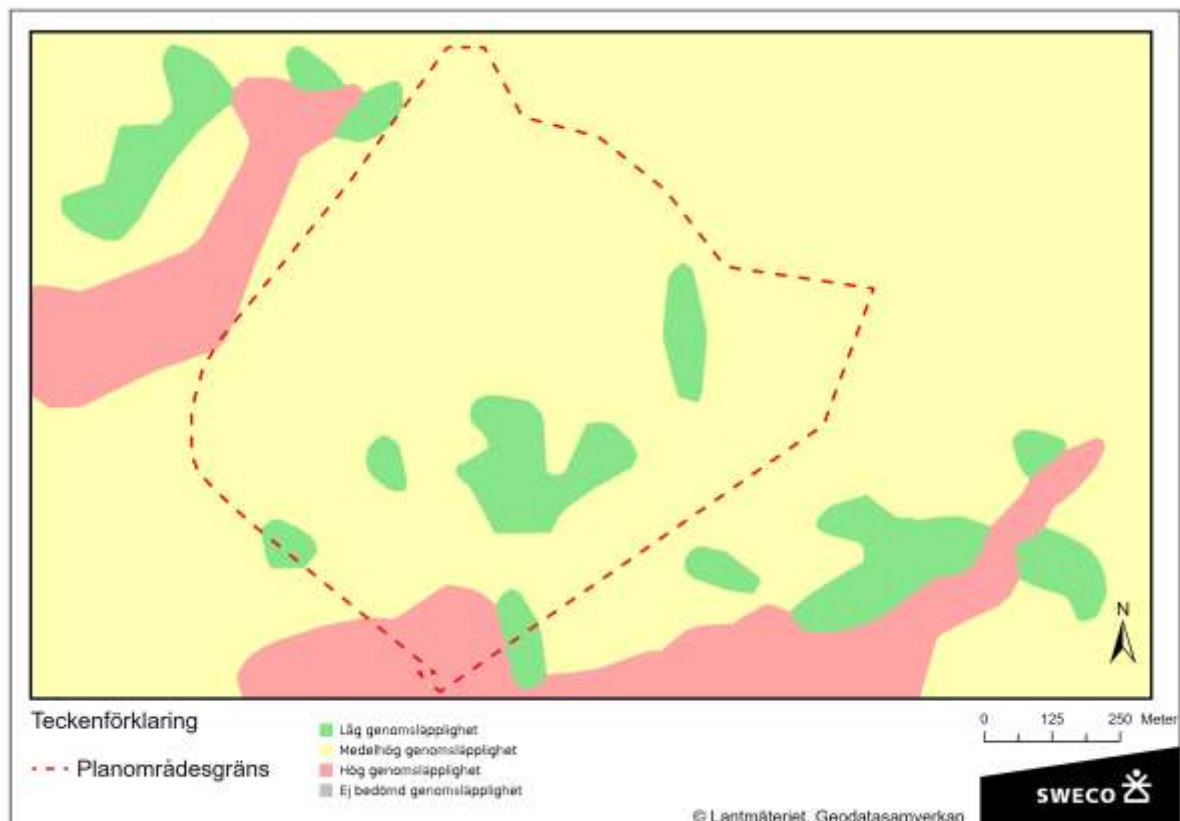 N
Teckenförklaring
Planområdesgräns
Låg genomsläpplighet
Medelhög genomsläpplighet
Hög genomsläpplighet
Ej bedömd genomsläpplighet
0 125 250 Meter
SWECO
© Lantmäteriet, Geodatasamverkan